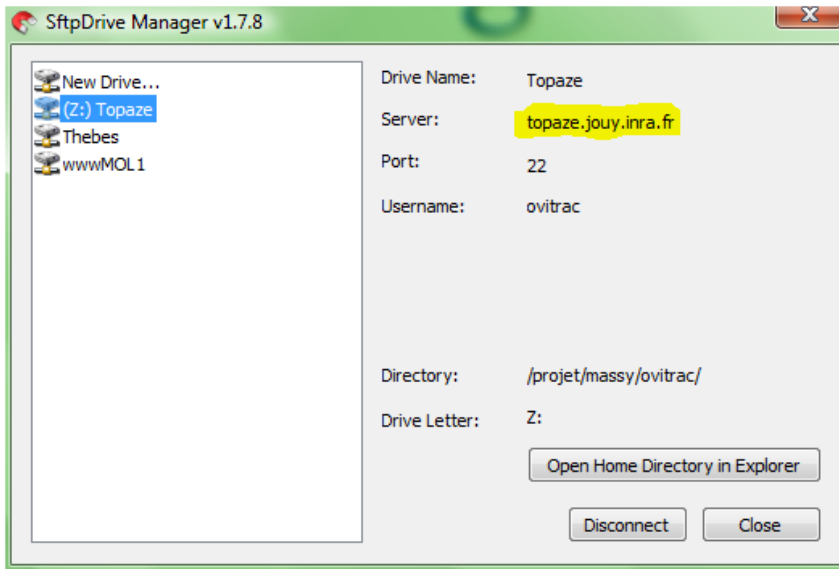 SftpDrive Manager v1.7.8
New Drive...
(Z:) Topaze
Thebes
wwwMOL1
Drive Name: Topaze
Server: topaze.jouy.inra.fr
Port: 22
Username: ovitrac
Directory: /projet/massy/ovitrac/
Drive Letter: Z:
Open Home Directory in Explorer
Disconnect Close